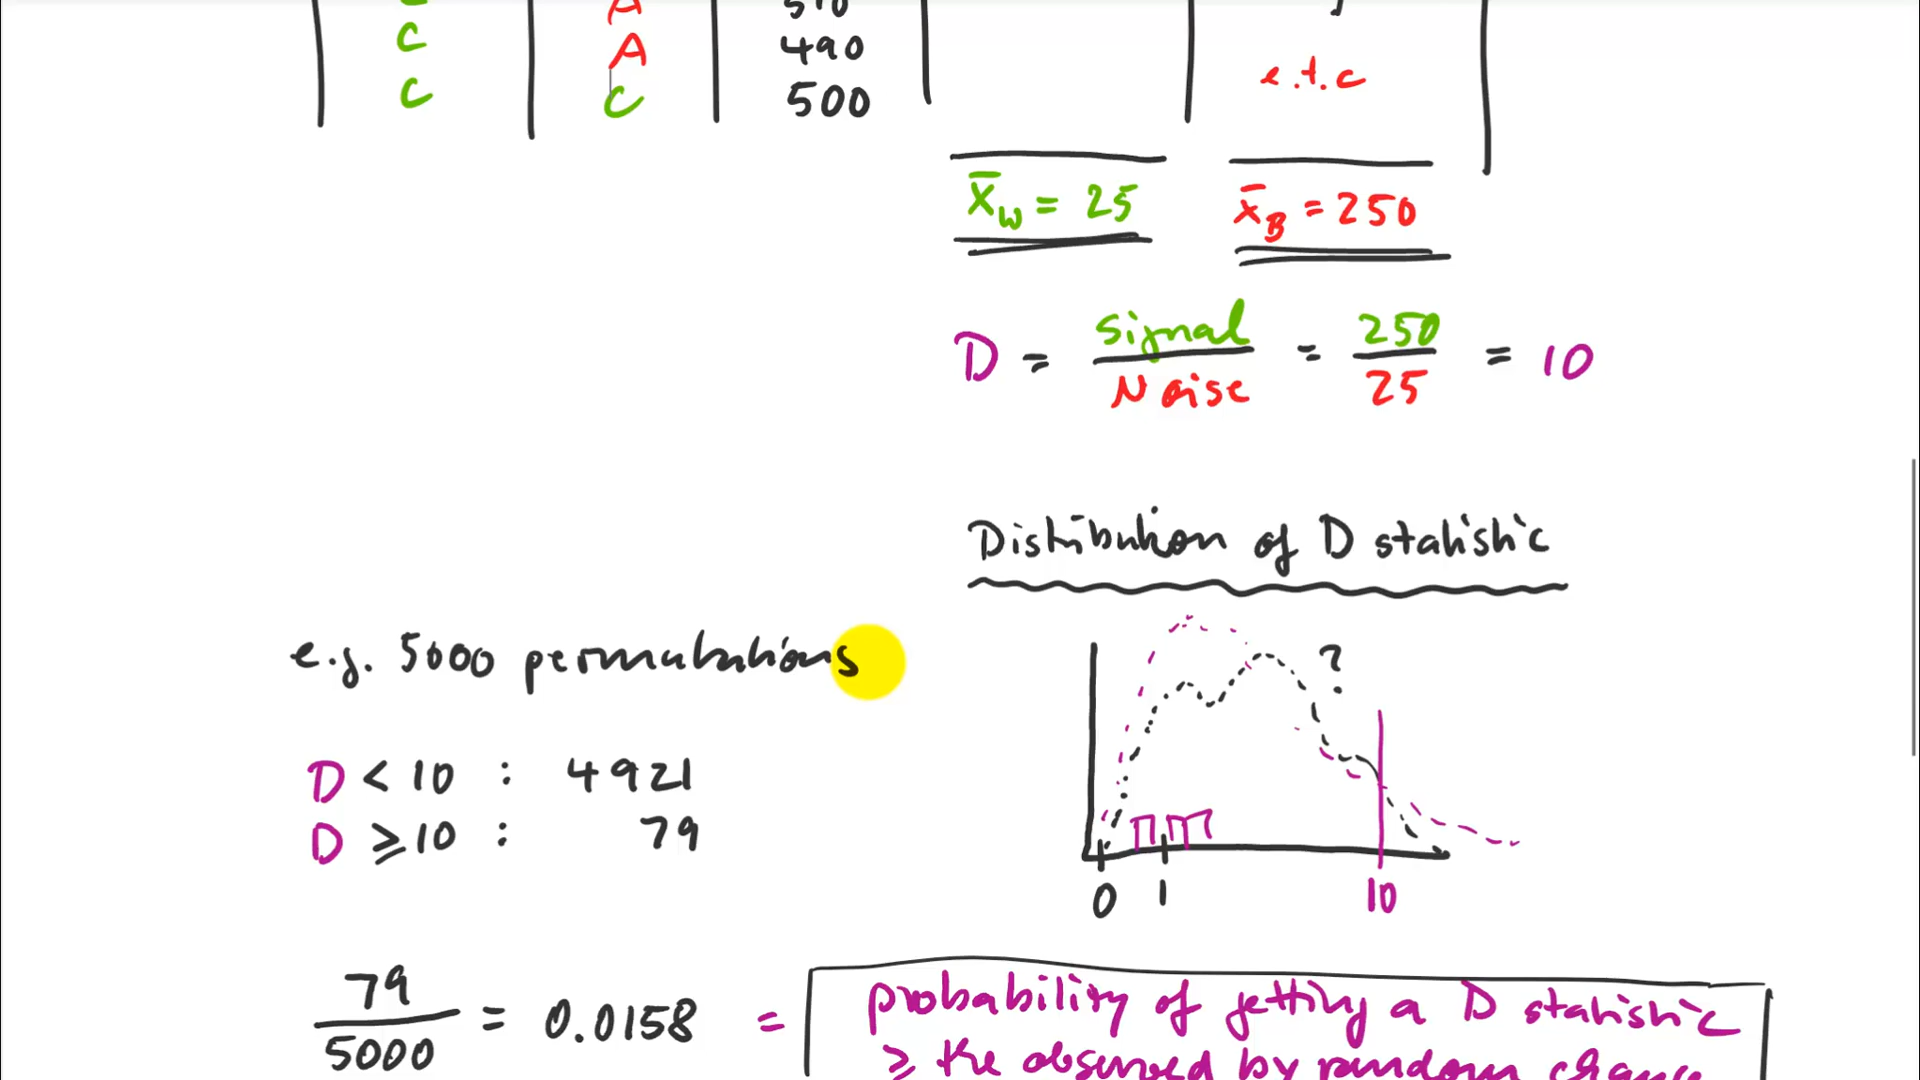 C A 510
C A 490 e.t.c
C C 500
x̄W = 25 x̄B = 250
D = Signal / Noise = 250 / 25 = 10
Distribution of D statistic
e.g. 5000 permutations
?
D < 10 : 4921
D ≥ 10 : 79
0 1 10
79 / 5000 = 0.0158 = probability of getting a D statistic
≥ the observed by random chance